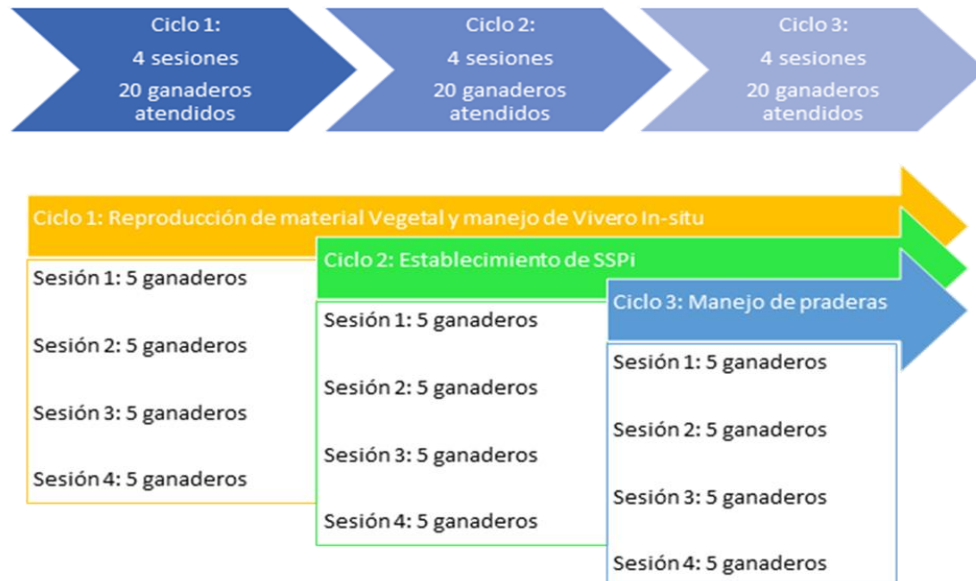 Ciclo 1:
4 sesiones
20 ganaderos
atendidos
Ciclo 2:
4 sesiones
20 ganaderos
atendidos
Ciclo 3:
4 sesiones
20 ganaderos
atendidos
Ciclo 1: Reproducción de material Vegetal y manejo de Vivero In-situ
Sesión 1: 5 ganaderos
Sesión 2: 5 ganaderos
Sesión 3: 5 ganaderos
Sesión 4: 5 ganaderos
Ciclo 2: Establecimiento de SSPi
Sesión 1: 5 ganaderos
Sesión 2: 5 ganaderos
Sesión 3: 5 ganaderos
Sesión 4: 5 ganaderos
Ciclo 3: Manejo de praderas
Sesión 1: 5 ganaderos
Sesión 2: 5 ganaderos
Sesión 3: 5 ganaderos
Sesión 4: 5 ganaderos